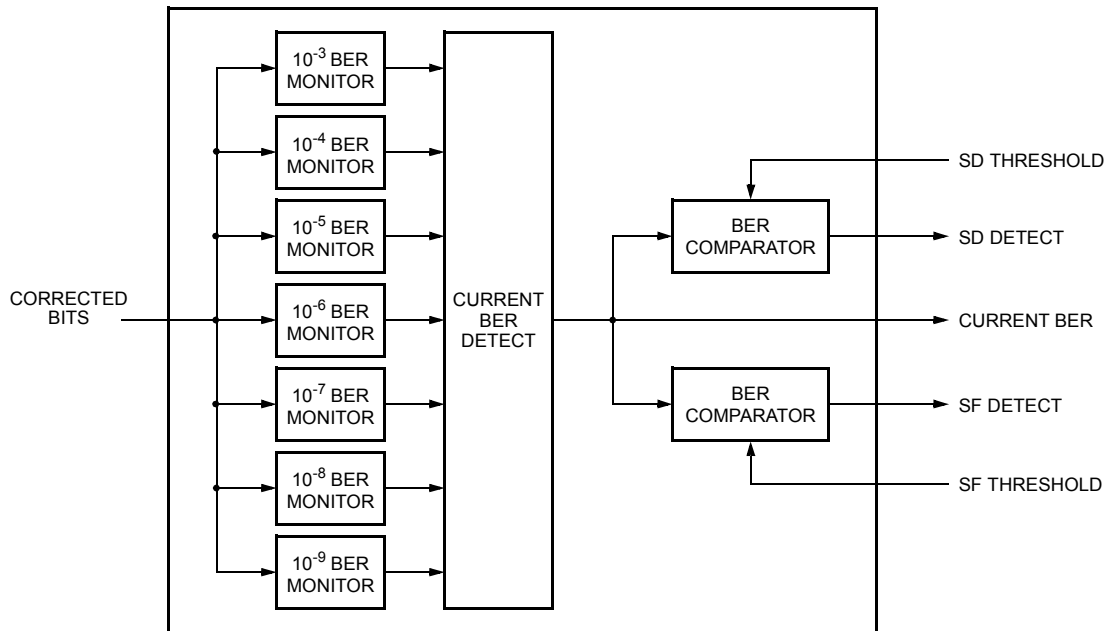 10-3 BER
MONITOR
10-4 BER
MONITOR
10-5 BER
MONITOR
10-6 BER
MONITOR
10-7 BER
MONITOR
10-8 BER
MONITOR
10-9 BER
MONITOR
CORRECTED
BITS
CURRENT
BER
DETECT
BER
COMPARATOR
BER
COMPARATOR
SD THRESHOLD
SD DETECT
CURRENT BER
SF DETECT
SF THRESHOLD